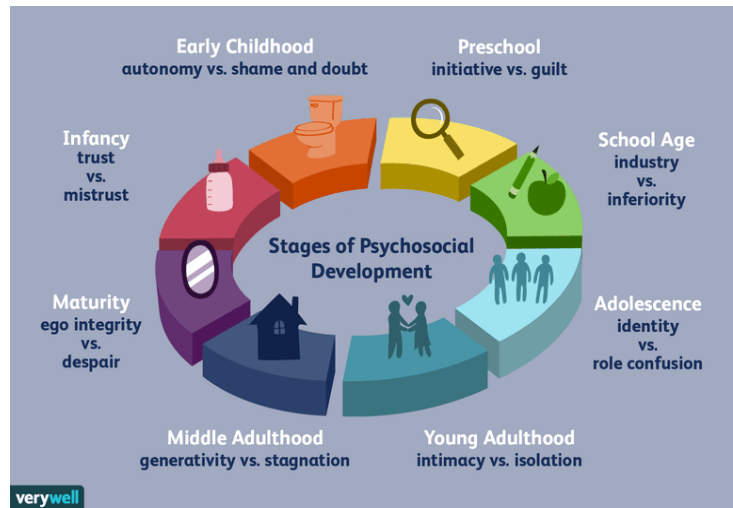 Early Childhood
autonomy vs. shame and doubt
Preschool
initiative vs. guilt
Infancy
trust
vs.
mistrust
School Age
industry
vs.
inferiority
Stages of Psychosocial
Development
Maturity
ego integrity
vs.
despair
Adolescence
identity
vs.
role confusion
Middle Adulthood
generativity vs. stagnation
Young Adulthood
intimacy vs. isolation
verywell